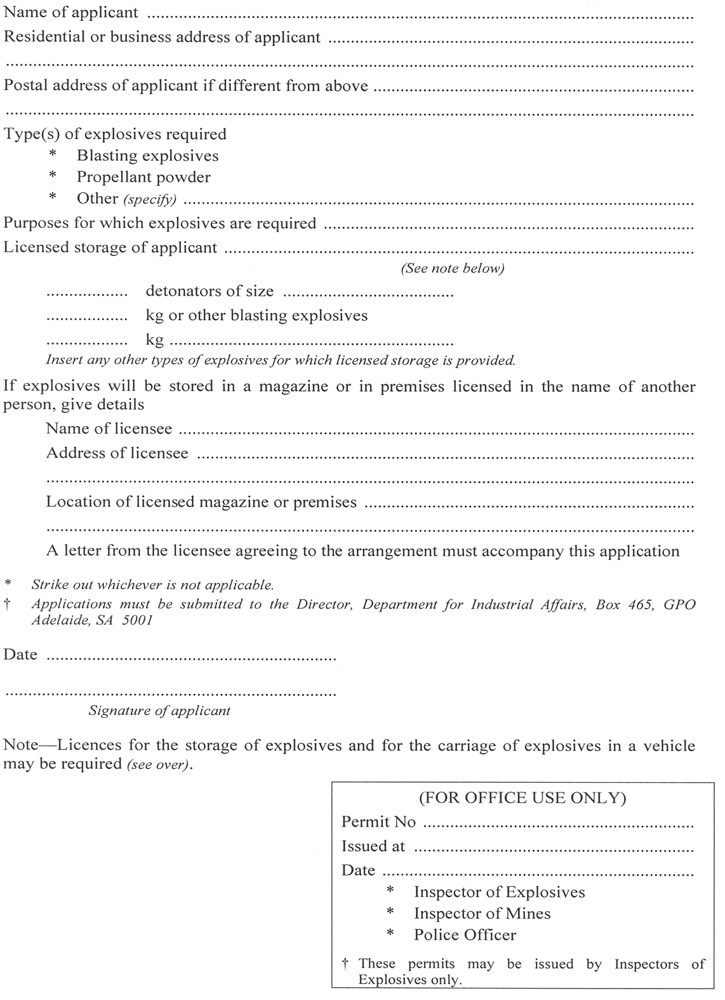 Name of applicant ........................................................................................................................
Residential or business address of applicant ................................................................................
.......................................................................................................................................................
Postal address of applicant if different from above ......................................................................
.......................................................................................................................................................
Type(s) of explosives required
* Blasting explosives
* Propellant powder
* Other (specify) ................................................................................................................
Purposes for which explosives are required .................................................................................
Licensed storage of applicant .......................................................................................................
(See note below)
.................. detonators of size .....................................
.................. kg or other blasting explosives
.................. kg ..............................................................
Insert any other types of explosives for which licensed storage is provided.
If explosives will be stored in a magazine or in premises licensed in the name of another
person, give details
Name of licensee .................................................................................................................
Address of licensee .............................................................................................................
..............................................................................................................................................
Location of licensed magazine or premises ........................................................................
..............................................................................................................................................
A letter from the licensee agreeing to the arrangement must accompany this application
* Strike out whichever is not applicable.
† Applications must be submitted to the Director, Department for Industrial Affairs, Box 465, GPO
Adelaide, SA 5001
Date ...............................................................
.........................................................................
Signature of applicant
Note—Licences for the storage of explosives and for the carriage of explosives in a vehicle
may be required (see over).
(FOR OFFICE USE ONLY)
Permit No ...........................................................
Issued at .............................................................
Date ....................................................................
* Inspector of Explosives
* Inspector of Mines
* Police Officer
† These permits may be issued by Inspectors of
Explosives only.